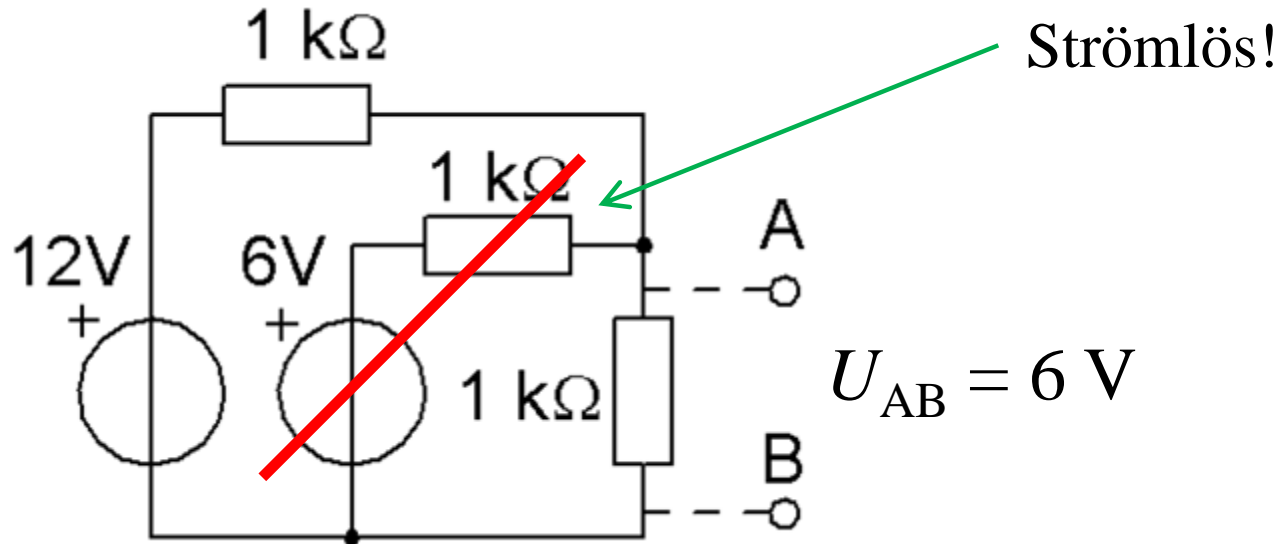 1 kΩ
Strömlös!
1 kΩ
12V
6V
A
+
+
1 kΩ
U_AB = 6 V
B